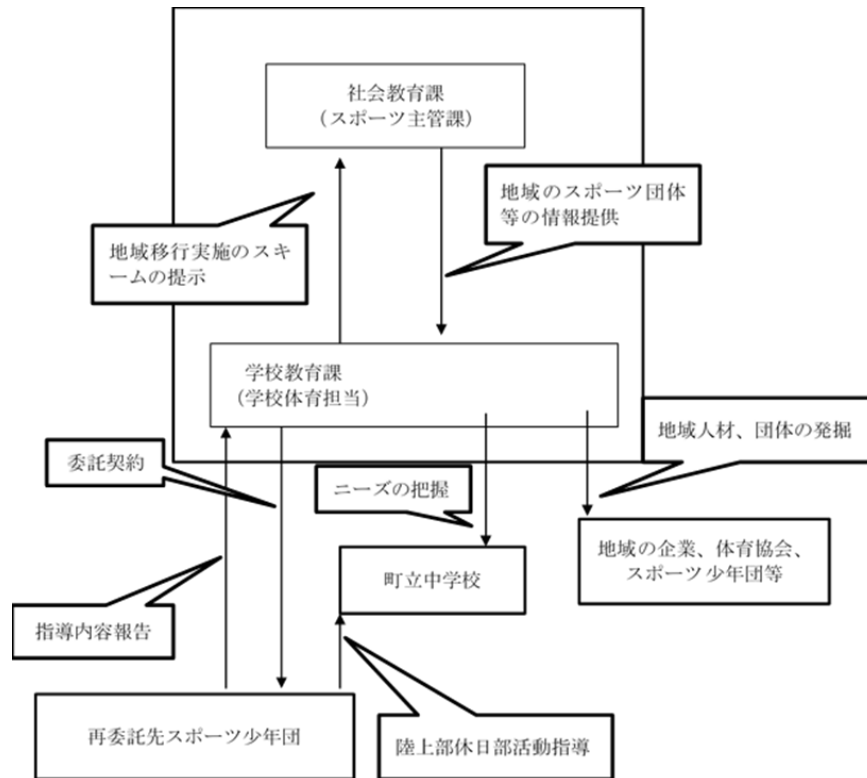 社会教育課
（スポーツ主管課）
地域のスポーツ団体
等の情報提供
地域移行実施のスキ
ームの提示
学校教育課
（学校体育担当）
地域人材、団体の発掘
委託契約
ニーズの把握
地域の企業、体育協会、
スポーツ少年団等
町立中学校
指導内容報告
再委託先スポーツ少年団
陸上部休日部活動指導